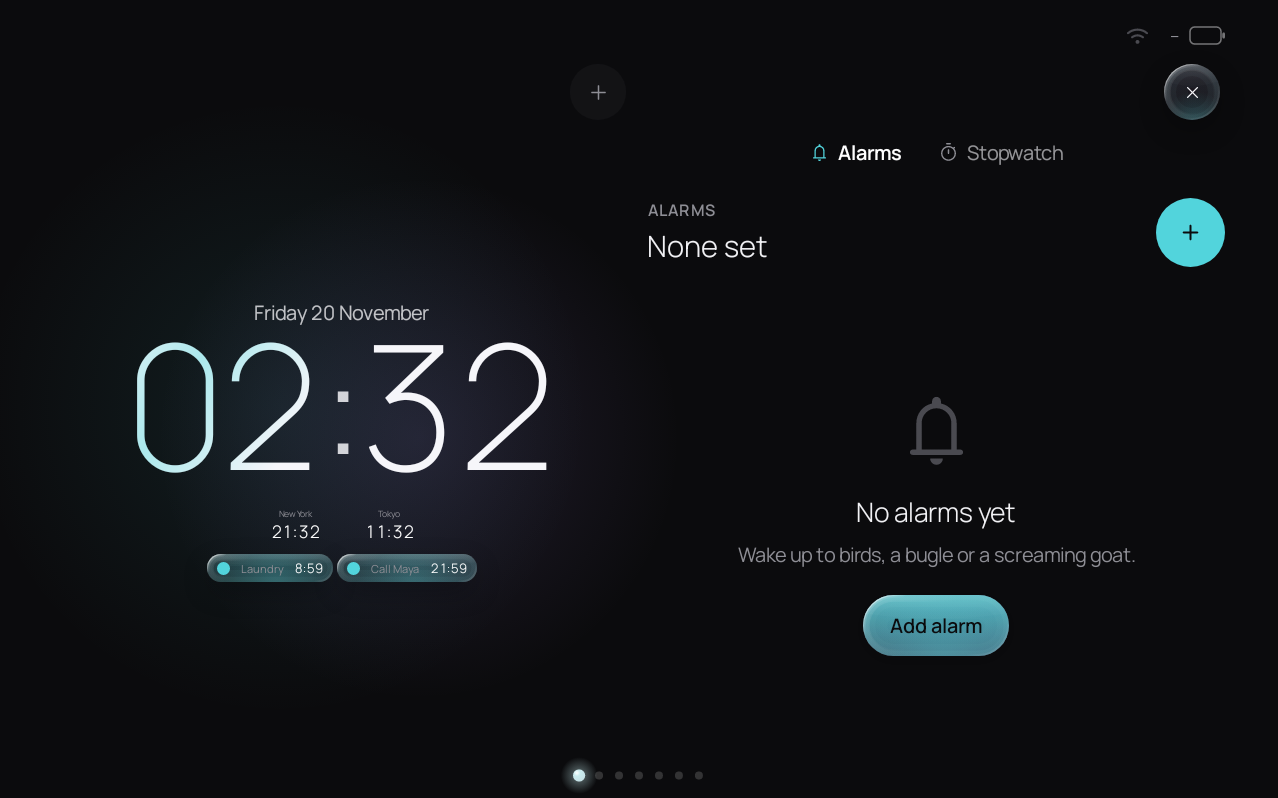 Friday 20 November
02:32
New York
21:32
Tokyo
11:32
Laundry 8:59
Call Maya 21:59
Alarms
Stopwatch
ALARMS
None set
No alarms yet
Wake up to birds, a bugle or a screaming goat.
Add alarm